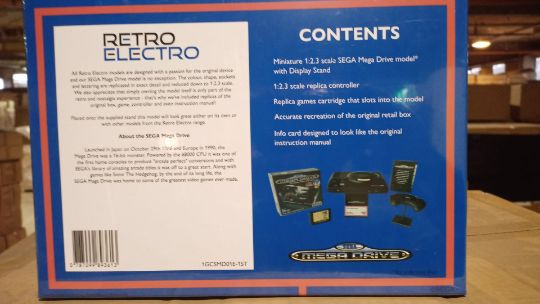 RETRO
ELECTRO
All Retro Electro models are designed with a passion for the original device
and our SEGA Mega Drive model is no exception. The colour, shape, sockets
and lettering are replicated in exact detail and reduced down to 1:2.3 scale.
We also appreciate that simply owning the model itself is only part of the
retro and nostalgia experience - that's why we've included replicas of the
original box, game, controller and even instruction manual!
Placed onto the supplied stand this model will look great either on its own or
with other models from the Retro Electro range.
About the SEGA Mega Drive
Launched in Japan on October 29th 1988 and Europe in 1990, the
Mega Drive was a 16-bit monster. Powered by the 68000 CPU it was one of
the first home consoles to produce "arcade perfect" conversions and with
SEGA's library of amazing arcade titles it was off to a great start. Along with
games like Sonic The Hedgehog, by the end of its long life, the
SEGA Mega Drive was home to some of the greatest video games ever made.
1GCSMD016-1ST
CONTENTS
Miniature 1:2.3 scale SEGA Mega Drive model*
with Display Stand
1:2.3 scale replica controller
Replica games cartridge that slots into the model
Accurate recreation of the original retail box
Info card designed to look like the original
instruction manual
SEGA
MEGA DRIVE